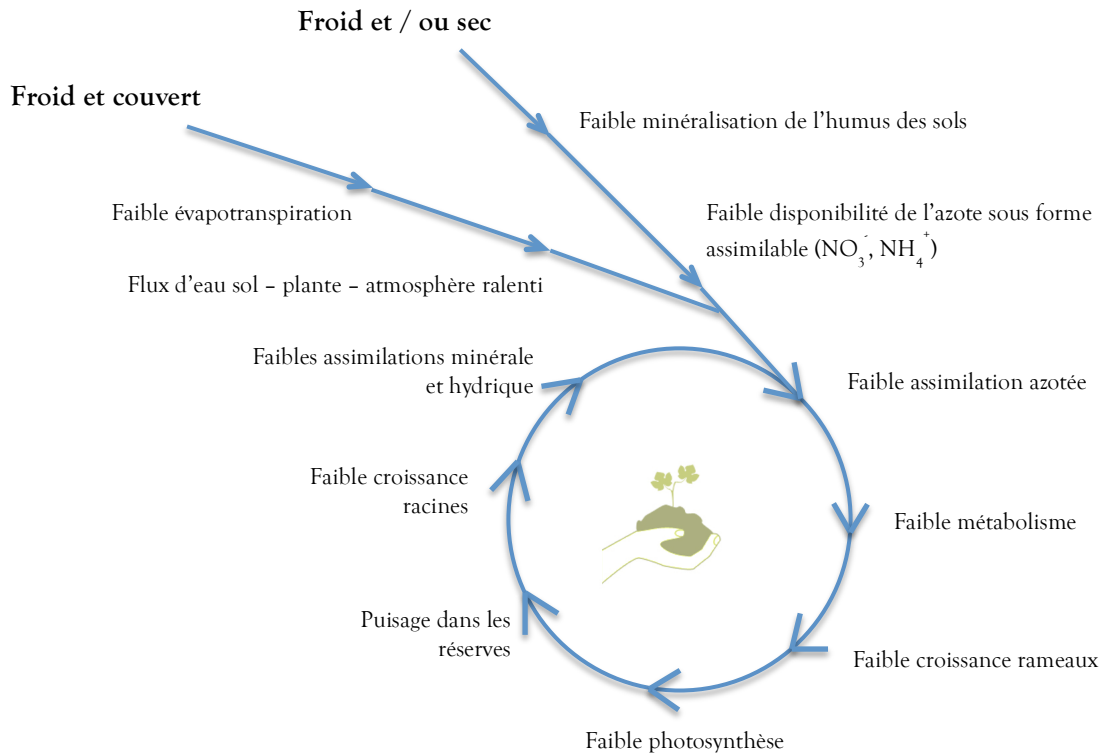 Froid et / ou sec
Froid et couvert
Faible minéralisation de l'humus des sols
Faible évapotranspiration
Faible disponibilité de l'azote sous forme
assimilable (NO₃⁻, NH₄⁺)
Flux d'eau sol – plante – atmosphère ralenti
Faibles assimilations minérale
et hydrique
Faible assimilation azotée
Faible croissance
racines
Faible métabolisme
Puisage dans les
réserves
Faible croissance rameaux
Faible photosynthèse